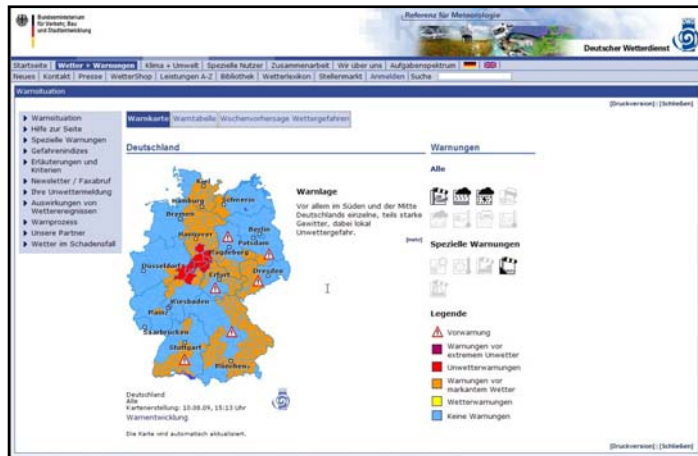 Bundesministerium
für Verkehr, Bau
und Stadtentwicklung
Referenz für Meteorologie
Deutscher Wetterdienst
Startseite | Wetter + Warnungen | Klima + Umwelt | Spezielle Nutzer | Zusammenarbeit | Wir über uns | Aufgabenspektrum
Neues | Kontakt | Presse | WetterShop | Leistungen A-Z | Bibliothek | Wetterlexikon | Stellenmarkt | Anmelden | Suche
Warnsituation
[Druckversion] | [Schließen]
Warnsituation
Hilfe zur Seite
Spezielle Warnungen
Gefahrenindizes
Erläuterungen und
Kriterien
Newsletter / Faxabruf
Ihre Unwettermeldung
Auswirkungen von
Wetterereignissen
Warnprozess
Unsere Partner
Wetter im Schadensfall
Warnkarte Warntabelle Wochenvorhersage Wettergefahren
Deutschland
Kiel
Hamburg
Schwerin
Bremen
Berlin
Hannover
Potsdam
Magdeburg
Düsseldorf
Erfurt
Dresden
Wiesbaden
Mainz
Saarbrücken
Stuttgart
München
Warnlage
Vor allem im Süden und der Mitte
Deutschlands einzelne, teils starke
Gewitter, dabei lokal
Unwettergefahr.
[mehr]
Deutschland
Alle
Kartenerstellung: 10.08.09, 15:13 Uhr
Warnentwicklung
Die Karte wird automatisch aktualisiert.
Warnungen
Alle
Spezielle Warnungen
Legende
Vorwarnung
Warnungen vor
extremem Unwetter
Unwetterwarnungen
Warnungen vor
markantem Wetter
Wetterwarnungen
Keine Warnungen
[Druckversion] | [Schließen]